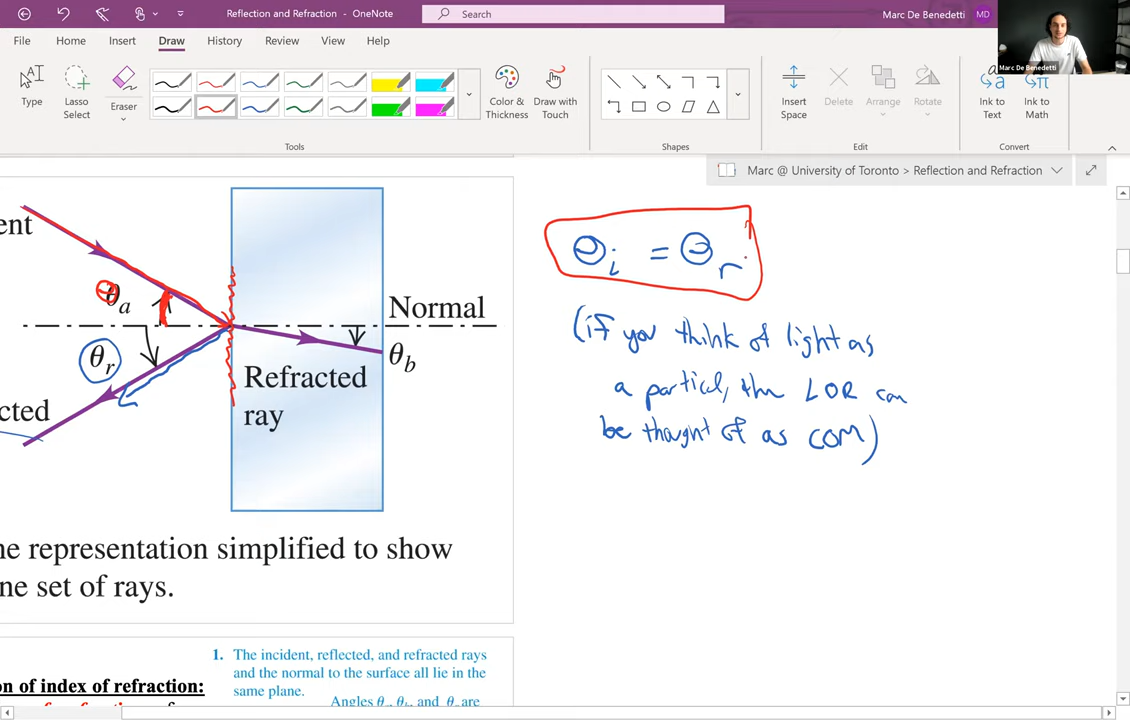 Reflection and Refraction - OneNote
Search
Marc De Benedetti
MD
File
Home
Insert
Draw
History
Review
View
Help
Marc De Benedetti
Type
Lasso Select
Eraser
Color & Thickness
Draw with Touch
Insert Space
Delete
Arrange
Rotate
Ink to Text
Ink to Math
Tools
Shapes
Edit
Convert
Marc @ University of Toronto > Reflection and Refraction
ent
θa
Normal
θr
θb
Refracted
ray
cted
he representation simplified to show
ne set of rays.
θi = θr
(if you think of light as
a particl, the LOR can
be thought of as COM)
on of index of refraction:
1. The incident, reflected, and refracted rays
and the normal to the surface all lie in the
same plane.